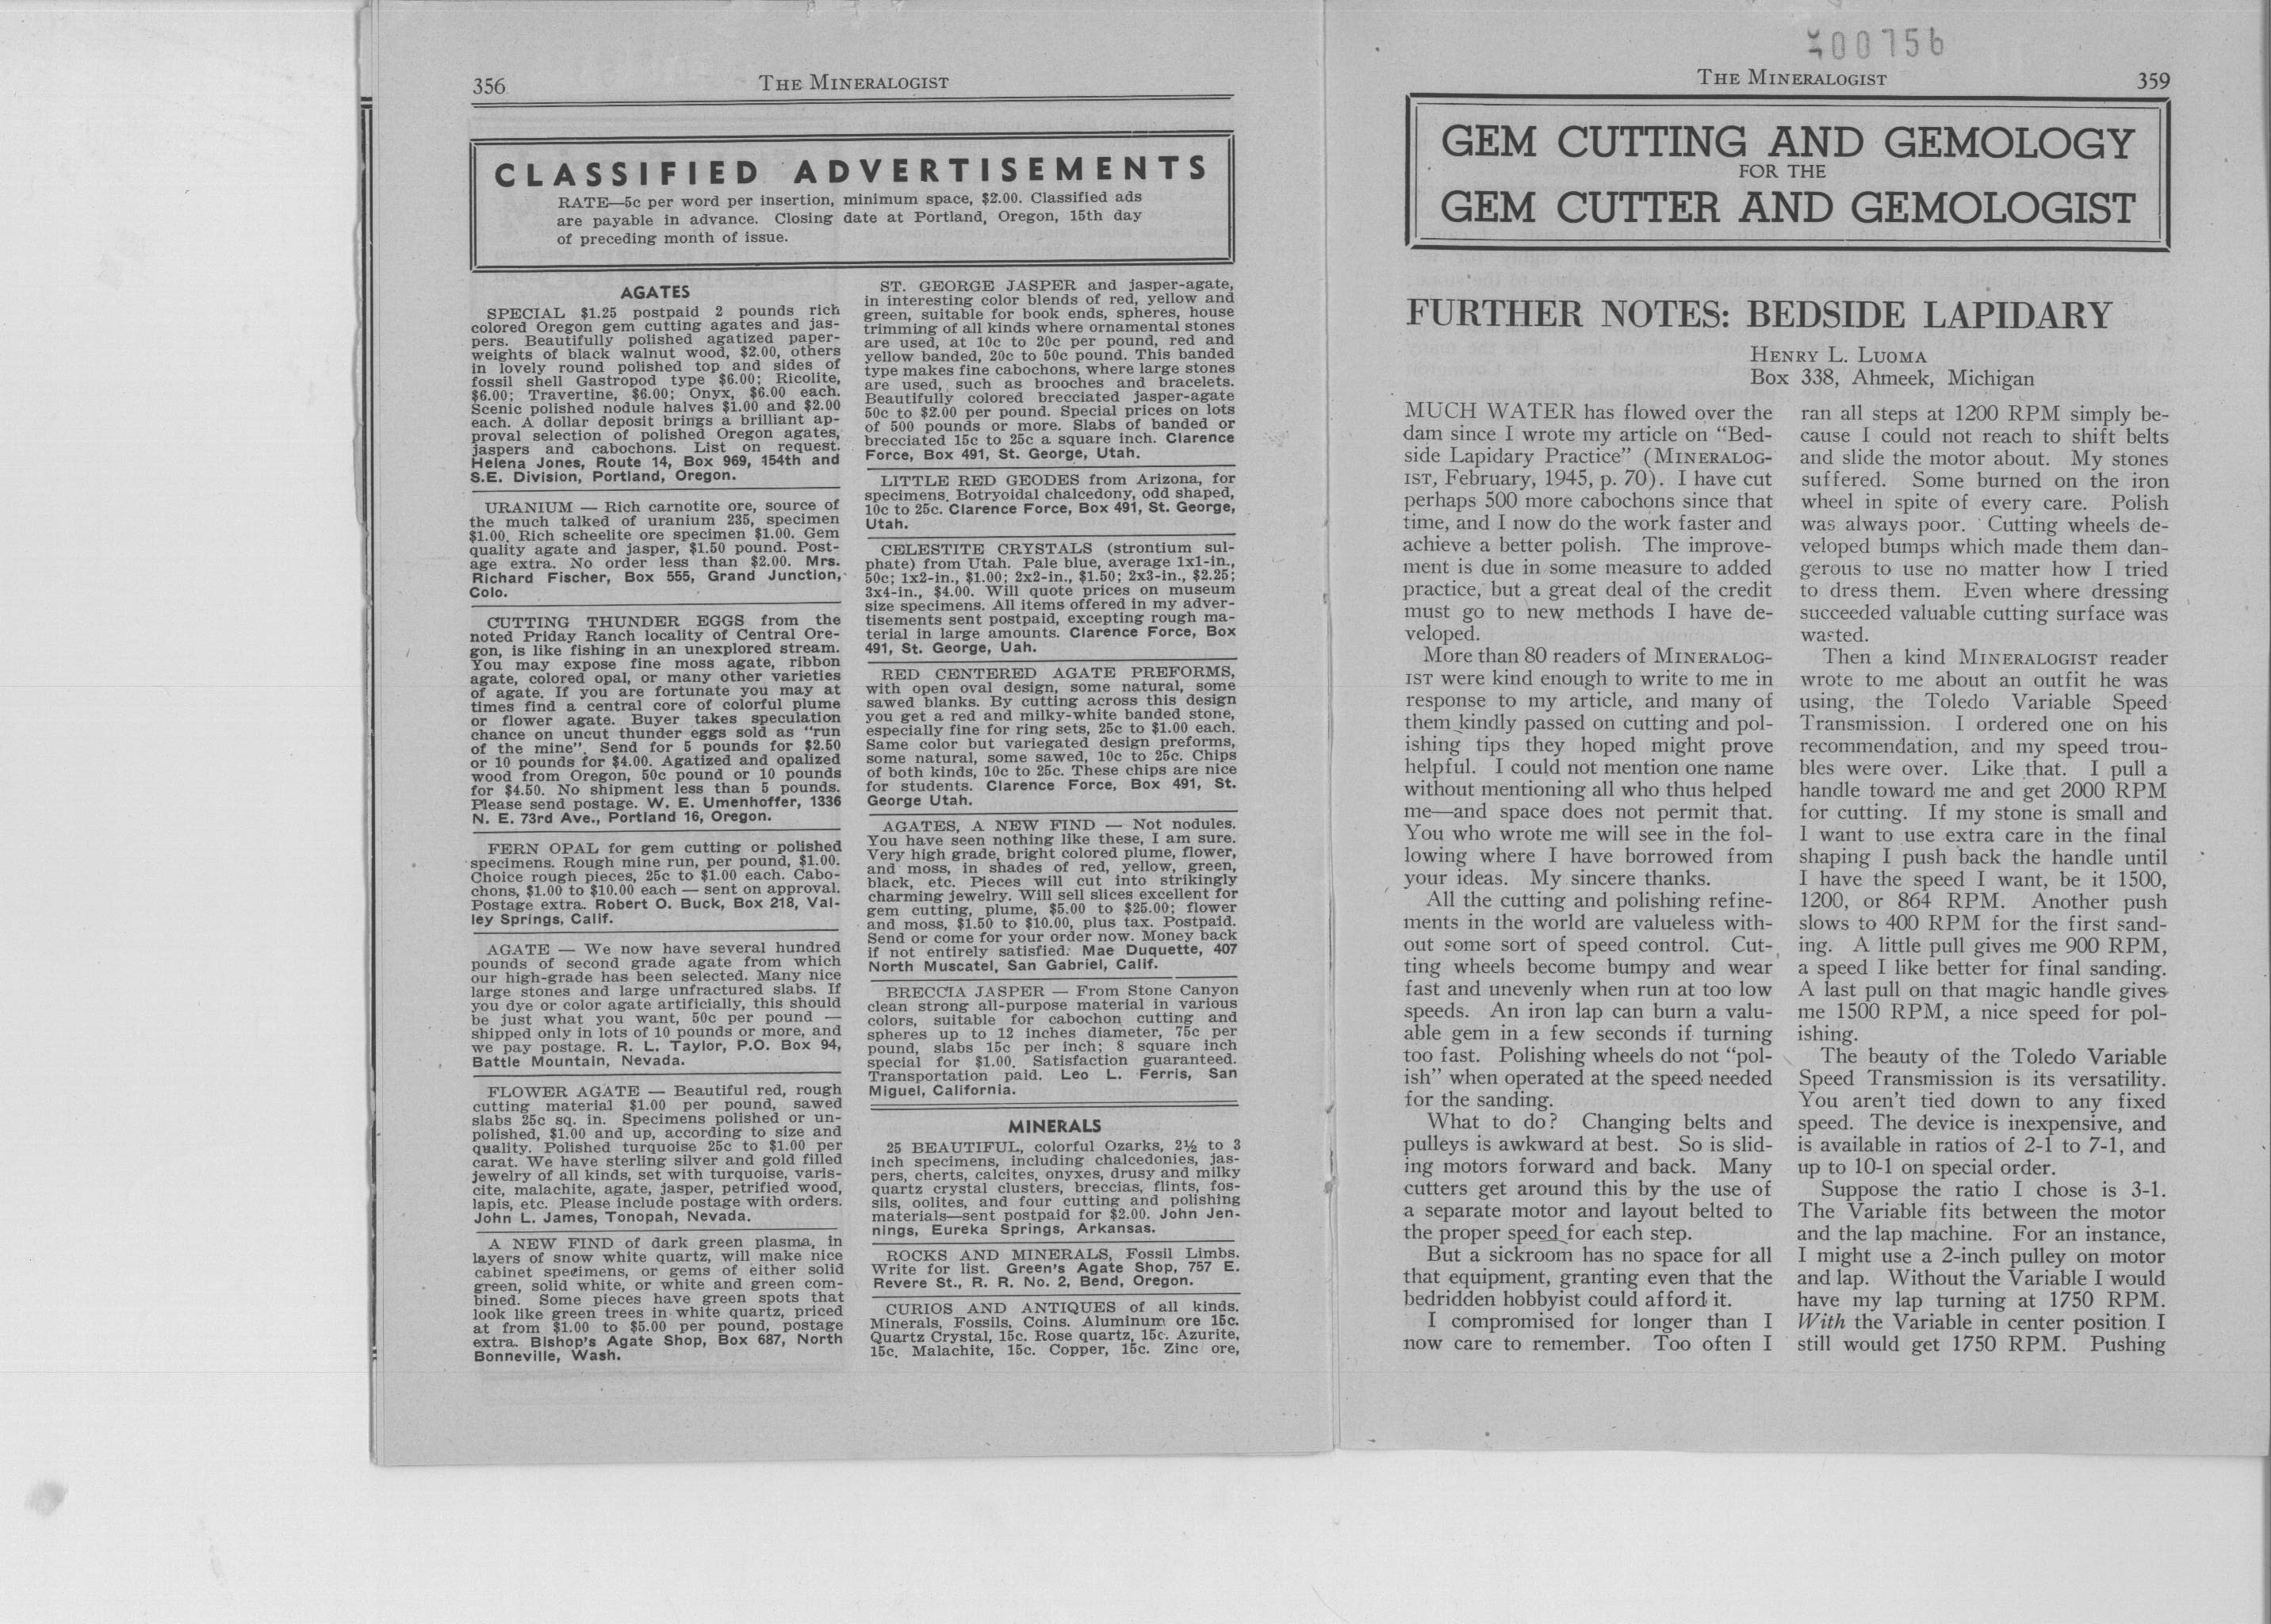 356
THE MINERALOGIST
CLASSIFIED ADVERTISEMENTS
RATE—5c per word per insertion, minimum space, $2.00. Classified ads
are payable in advance. Closing date at Portland, Oregon, 15th day
of preceding month of issue.
AGATES
SPECIAL $1.25 postpaid 2 pounds rich
colored Oregon gem cutting agates and jas-
pers. Beautifully polished agatized paper-
weights of black walnut wood, $2.00, others
in lovely round polished top and sides of
fossil shell Gastropod type $6.00; Ricolite,
$6.00; Travertine, $6.00; Onyx, $6.00 each.
Scenic polished nodule halves $1.00 and $2.00
each. A dollar deposit brings a brilliant ap-
proval selection of polished Oregon agates,
jaspers and cabochons. List on request.
Helena Jones, Route 14, Box 969, 154th and
S.E. Division, Portland, Oregon.
URANIUM — Rich carnotite ore, source of
the much talked of uranium 235, specimen
$1.00. Rich scheelite ore specimen $1.00. Gem
quality agate and jasper, $1.50 pound. Post-
age extra. No order less than $2.00. Mrs.
Richard Fischer, Box 555, Grand Junction,
Colo.
CUTTING THUNDER EGGS from the
noted Priday Ranch locality of Central Ore-
gon, is like fishing in an unexplored stream.
You may expose fine moss agate, ribbon
agate, colored opal, or many other varieties
of agate. If you are fortunate you may at
times find a central core of colorful plume
or flower agate. Buyer takes speculation
chance on uncut thunder eggs sold as "run
of the mine". Send for 5 pounds for $2.50
or 10 pounds for $4.00. Agatized and opalized
wood from Oregon, 50c pound or 10 pounds
for $4.50. No shipment less than 5 pounds.
Please send postage. W. E. Umenhoffer, 1336
N. E. 73rd Ave., Portland 16, Oregon.
FERN OPAL for gem cutting or polished
specimens. Rough mine run, per pound, $1.00.
Choice rough pieces, 25c to $1.00 each. Cabo-
chons, $1.00 to $10.00 each — sent on approval.
Postage extra. Robert O. Buck, Box 218, Val-
ley Springs, Calif.
AGATE — We now have several hundred
pounds of second grade agate from which
our high-grade has been selected. Many nice
large stones and large unfractured slabs. If
you dye or color agate artificially, this should
be just what you want, 50c per pound —
shipped only in lots of 10 pounds or more, and
we pay postage. R. L. Taylor, P.O. Box 94,
Battle Mountain, Nevada.
FLOWER AGATE — Beautiful red, rough
cutting material $1.00 per pound, sawed
slabs 25c sq. in. Specimens polished or un-
polished, $1.00 and up, according to size and
quality. Polished turquoise 25c to $1.00 per
carat. We have sterling silver and gold filled
jewelry of all kinds, set with turquoise, varis-
cite, malachite, agate, jasper, petrified wood,
lapis, etc. Please include postage with orders.
John L. James, Tonopah, Nevada.
A NEW FIND of dark green plasma, in
layers of snow white quartz, will make nice
cabinet specimens, or gems of either solid
green, solid white, or white and green com-
bined. Some pieces have green spots that
look like green trees in white quartz, priced
at from $1.00 to $5.00 per pound, postage
extra. Bishop's Agate Shop, Box 687, North
Bonneville, Wash.
ST. GEORGE JASPER and jasper-agate,
in interesting color blends of red, yellow and
green, suitable for book ends, spheres, house
trimming of all kinds where ornamental stones
are used, at 10c to 20c per pound, red and
yellow banded, 20c to 50c pound. This banded
type makes fine cabochons, where large stones
are used, such as brooches and bracelets.
Beautifully colored brecciated jasper-agate
50c to $2.00 per pound. Special prices on lots
of 500 pounds or more. Slabs of banded or
brecciated 15c to 25c a square inch. Clarence
Force, Box 491, St. George, Utah.
LITTLE RED GEODES from Arizona, for
specimens. Botryoidal chalcedony, odd shaped,
10c to 25c. Clarence Force, Box 491, St. George,
Utah.
CELESTITE CRYSTALS (strontium sul-
phate) from Utah. Pale blue, average 1x1-in.,
50c; 1x2-in., $1.00; 2x2-in., $1.50; 2x3-in., $2.25;
3x4-in., $4.00. Will quote prices on museum
size specimens. All items offered in my adver-
tisements sent postpaid, excepting rough ma-
terial in large amounts. Clarence Force, Box
491, St. George, Uah.
RED CENTERED AGATE PREFORMS,
with open oval design, some natural, some
sawed blanks. By cutting across this design
you get a red and milky-white banded stone,
especially fine for ring sets, 25c to $1.00 each.
Same color but variegated design preforms,
some natural, some sawed, 10c to 25c. Chips
of both kinds, 10c to 25c. These chips are nice
for students. Clarence Force, Box 491, St.
George Utah.
AGATES, A NEW FIND — Not nodules.
You have seen nothing like these, I am sure.
Very high grade, bright colored plume, flower,
and moss, in shades of red, yellow, green,
black, etc. Pieces will cut into strikingly
charming jewelry. Will sell slices excellent for
gem cutting, plume, $5.00 to $25.00; flower
and moss, $1.50 to $10.00, plus tax. Postpaid.
Send or come for your order now. Money back
if not entirely satisfied. Mae Duquette, 407
North Muscatel, San Gabriel, Calif.
BRECCIA JASPER — From Stone Canyon
clean strong all-purpose material in various
colors, suitable for cabochon cutting and
spheres up to 12 inches diameter, 75c per
pound, slabs 15c per inch; 8 square inch
special for $1.00. Satisfaction guaranteed.
Transportation paid. Leo L. Ferris, San
Miguel, California.
MINERALS
25 BEAUTIFUL, colorful Ozarks, 2½ to 3
inch specimens, including chalcedonies, jas-
pers, cherts, calcites, onyxes, drusy and milky
quartz crystal clusters, breccias, flints, fos-
sils, oolites, and four cutting and polishing
materials—sent postpaid for $2.00. John Jen-
nings, Eureka Springs, Arkansas.
ROCKS AND MINERALS, Fossil Limbs.
Write for list. Green's Agate Shop, 757 E.
Revere St., R. R. No. 2, Bend, Oregon.
CURIOS AND ANTIQUES of all kinds.
Minerals, Fossils, Coins. Aluminum ore 15c.
Quartz Crystal, 15c. Rose quartz, 15c. Azurite,
15c. Malachite, 15c. Copper, 15c. Zinc ore,
00756
THE MINERALOGIST
359
GEM CUTTING AND GEMOLOGY
FOR THE
GEM CUTTER AND GEMOLOGIST
FURTHER NOTES: BEDSIDE LAPIDARY
HENRY L. LUOMA
Box 338, Ahmeek, Michigan
MUCH WATER has flowed over the
dam since I wrote my article on "Bed-
side Lapidary Practice" (MINERALOG-
IST, February, 1945, p. 70). I have cut
perhaps 500 more cabochons since that
time, and I now do the work faster and
achieve a better polish. The improve-
ment is due in some measure to added
practice, but a great deal of the credit
must go to new methods I have de-
veloped.
More than 80 readers of MINERALOG-
IST were kind enough to write to me in
response to my article, and many of
them kindly passed on cutting and pol-
ishing tips they hoped might prove
helpful. I could not mention one name
without mentioning all who thus helped
me—and space does not permit that.
You who wrote me will see in the fol-
lowing where I have borrowed from
your ideas. My sincere thanks.
All the cutting and polishing refine-
ments in the world are valueless with-
out some sort of speed control. Cut-
ting wheels become bumpy and wear
fast and unevenly when run at too low
speeds. An iron lap can burn a valu-
able gem in a few seconds if turning
too fast. Polishing wheels do not "pol-
ish" when operated at the speed needed
for the sanding.
What to do? Changing belts and
pulleys is awkward at best. So is slid-
ing motors forward and back. Many
cutters get around this by the use of
a separate motor and layout belted to
the proper speed for each step.
But a sickroom has no space for all
that equipment, granting even that the
bedridden hobbyist could afford it.
I compromised for longer than I
now care to remember. Too often I
ran all steps at 1200 RPM simply be-
cause I could not reach to shift belts
and slide the motor about. My stones
suffered. Some burned on the iron
wheel in spite of every care. Polish
was always poor. Cutting wheels de-
veloped bumps which made them dan-
gerous to use no matter how I tried
to dress them. Even where dressing
succeeded valuable cutting surface was
wasted.
Then a kind MINERALOGIST reader
wrote to me about an outfit he was
using, the Toledo Variable Speed
Transmission. I ordered one on his
recommendation, and my speed trou-
bles were over. Like that. I pull a
handle toward me and get 2000 RPM
for cutting. If my stone is small and
I want to use extra care in the final
shaping I push back the handle until
I have the speed I want, be it 1500,
1200, or 864 RPM. Another push
slows to 400 RPM for the first sand-
ing. A little pull gives me 900 RPM,
a speed I like better for final sanding.
A last pull on that magic handle gives
me 1500 RPM, a nice speed for pol-
ishing.
The beauty of the Toledo Variable
Speed Transmission is its versatility.
You aren't tied down to any fixed
speed. The device is inexpensive, and
is available in ratios of 2-1 to 7-1, and
up to 10-1 on special order.
Suppose the ratio I chose is 3-1.
The Variable fits between the motor
and the lap machine. For an instance,
I might use a 2-inch pulley on motor
and lap. Without the Variable I would
have my lap turning at 1750 RPM.
With the Variable in center position I
still would get 1750 RPM. Pushing